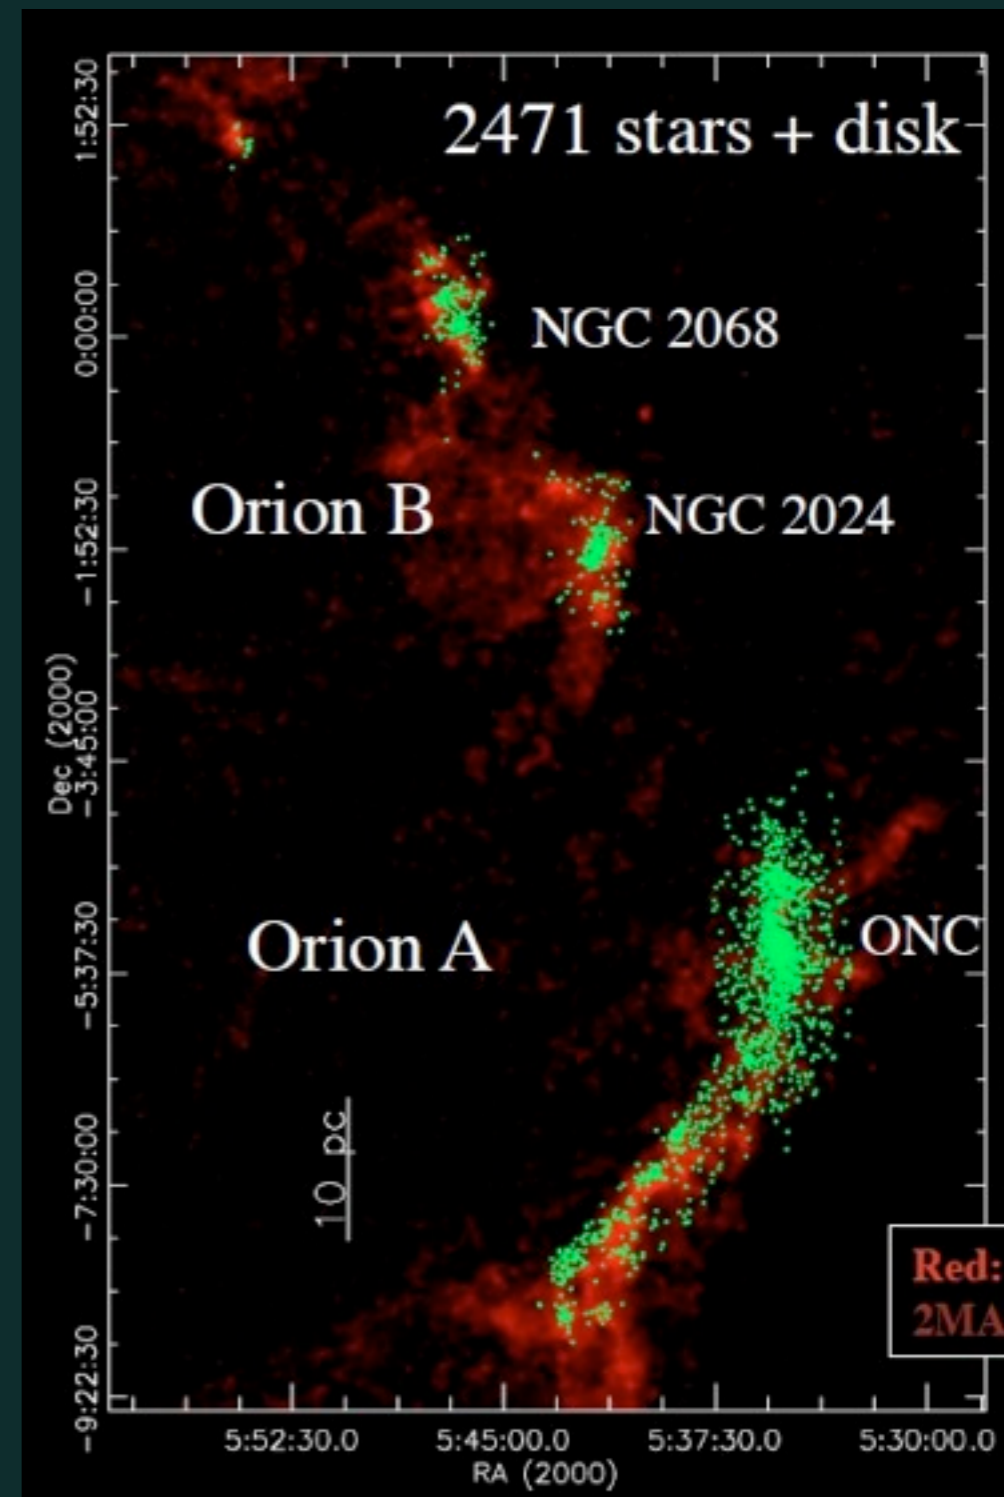 2471 stars + disk
NGC 2068
Orion B
NGC 2024
Orion A
ONC
10 pc
Red:
2MA
Dec (2000)
1:52:30
0:00:00
−1:52:30
−3:45:00
−5:37:30
−7:30:00
−9:22:30
5:52:30.0 5:45:00.0 5:37:30.0 5:30:00.0
RA (2000)